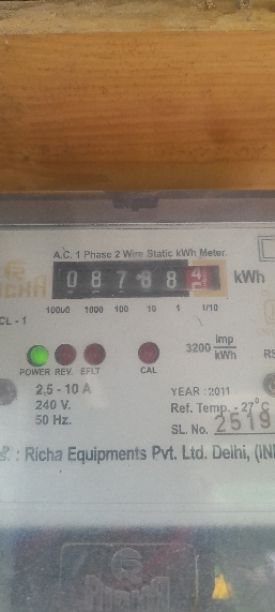 A.C. 1 Phase 2 Wire Static kWh Meter.
08788 kWh
10000 1000 100 10 1 1/10
CL - 1
3200 imp/kWh
POWER REV. EFLT CAL
2.5 - 10 A
240 V.
50 Hz.
YEAR : 2011
Ref. Temp. - 27°C
SL. No. 2519
: Richa Equipments Pvt. Ltd. Delhi, (IN